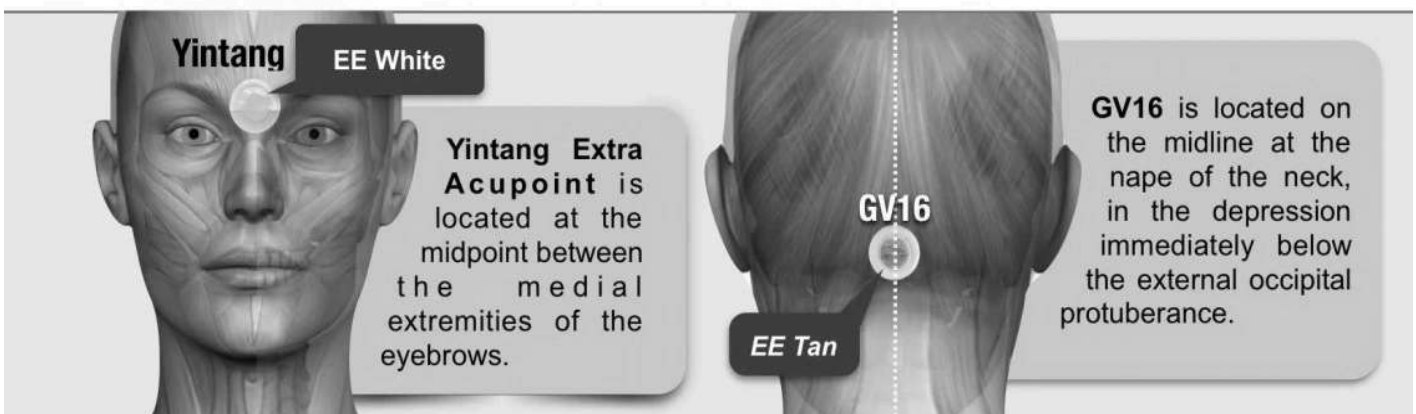 Yintang
EE White
Yintang Extra
Acupoint is
located at the
midpoint between
the medial
extremities of the
eyebrows.
GV16
EE Tan
GV16 is located on
the midline at the
nape of the neck,
in the depression
immediately below
the external occipital
protuberance.